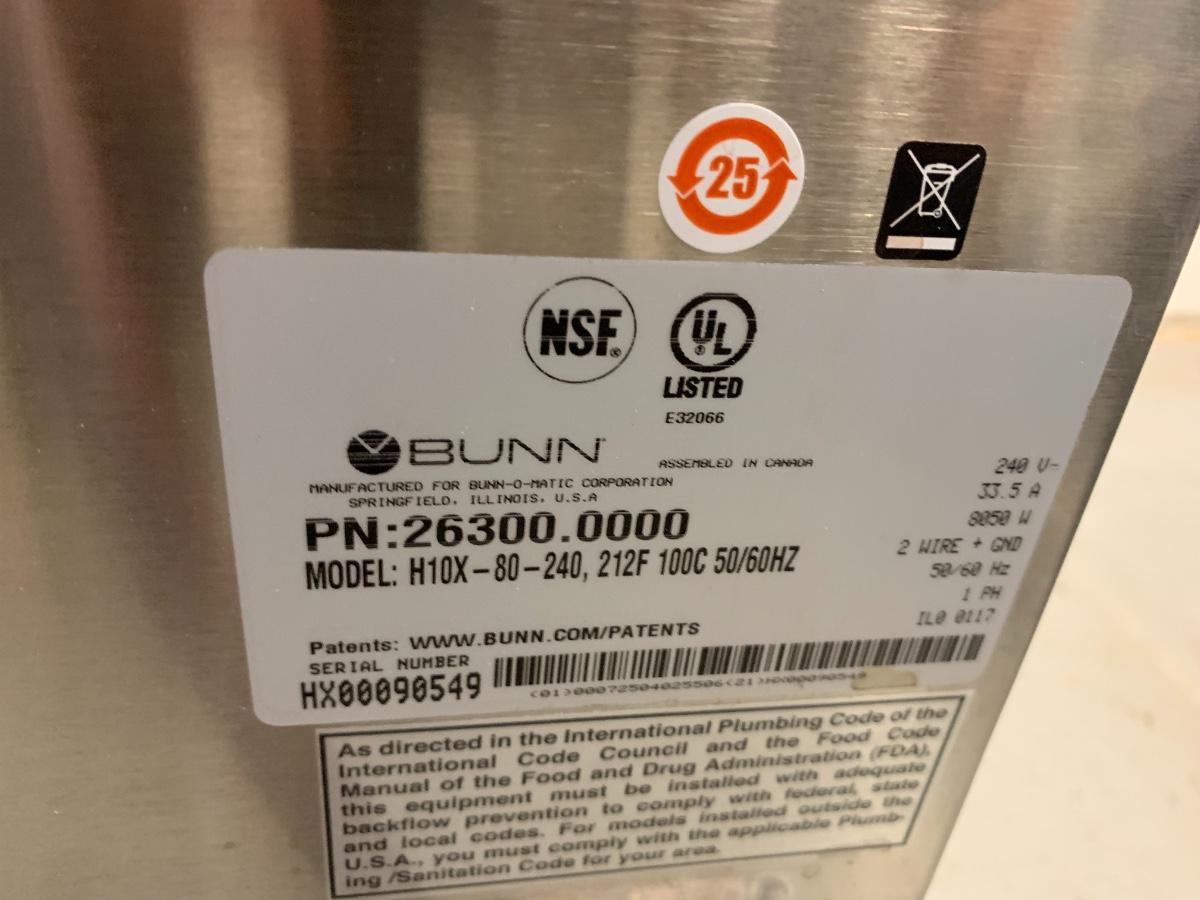 25
NSF®
UL®
LISTED
E32066
BUNN
ASSEMBLED IN CANADA
MANUFACTURED FOR BUNN-O-MATIC CORPORATION
SPRINGFIELD, ILLINOIS, U.S.A
PN:26300.0000
MODEL: H10X-80-240, 212F 100C 50/60HZ
240 V~
33.5 A
8050 W
2 WIRE + GND
50/60 Hz
1 PH
IL0 0117
Patents: WWW.BUNN.COM/PATENTS
SERIAL NUMBER
HX00090549
<01>00072504025506<21>HX00090549
As directed in the International Plumbing Code of the
International Code Council and the Food Code
Manual of the Food and Drug Administration (FDA),
this equipment must be installed with adequate
backflow prevention to comply with federal, state
and local codes. For models installed outside the
U.S.A., you must comply with the applicable Plumb-
ing /Sanitation Code for your area.